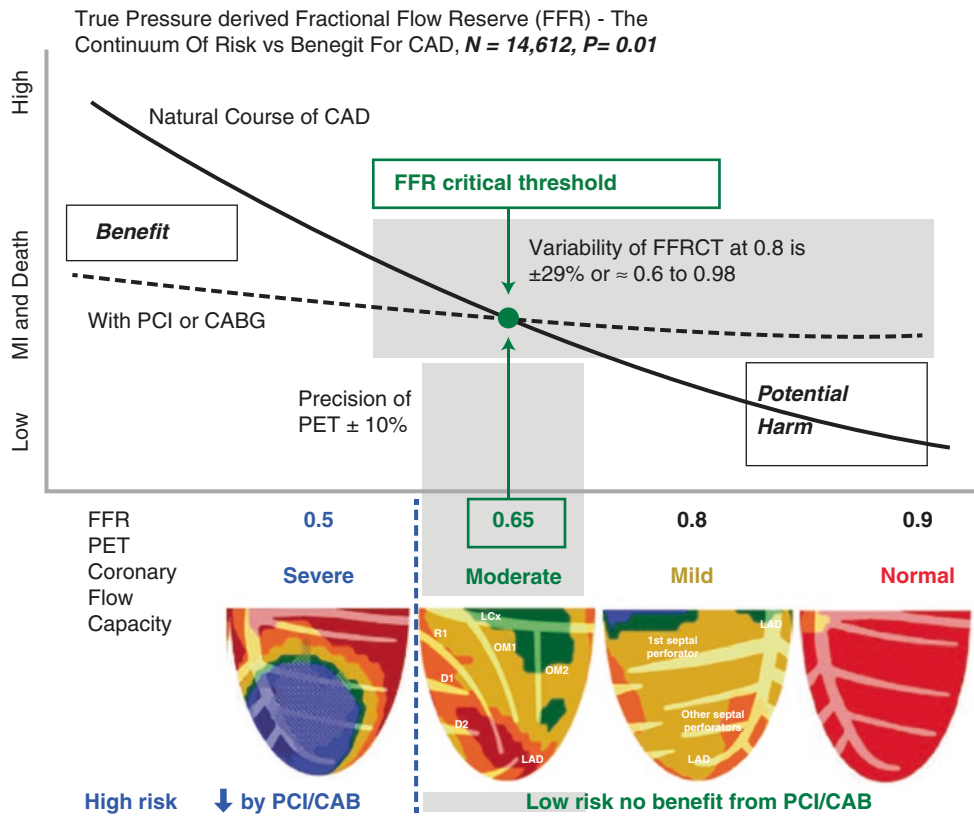 True Pressure derived Fractional Flow Reserve (FFR) - The
Continuum Of Risk vs Benegit For CAD, N = 14,612, P= 0.01
High
MI and Death
Low
Natural Course of CAD
FFR critical threshold
Benefit
Variability of FFRCT at 0.8 is
±29% or ≈ 0.6 to 0.98
With PCI or CABG
Precision of
PET ± 10%
Potential
Harm
FFR
PET
Coronary
Flow
Capacity
0.5
0.65
0.8
0.9
Severe
Moderate
Mild
Normal
LCx
R1
OM1
OM2
D1
D2
LAD
LAD
1st septal
perforator
Other septal
perforators
LAD
High risk
by PCI/CAB
Low risk no benefit from PCI/CAB